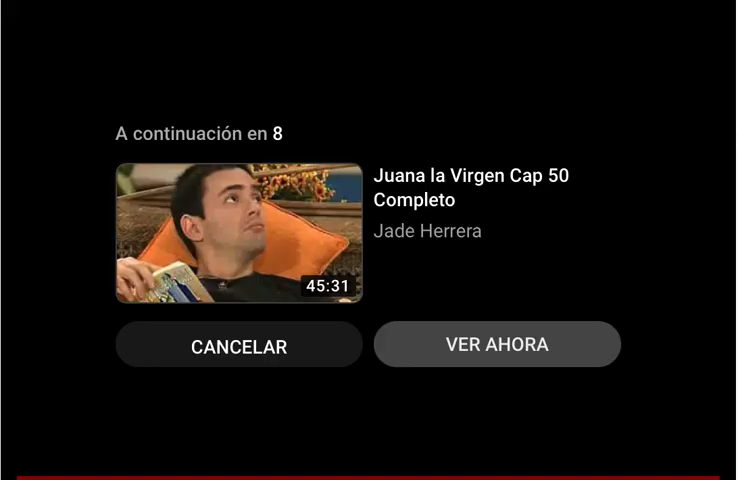 A continuación en 8
Juana la Virgen Cap 50
Completo
Jade Herrera
45:31
CANCELAR
VER AHORA